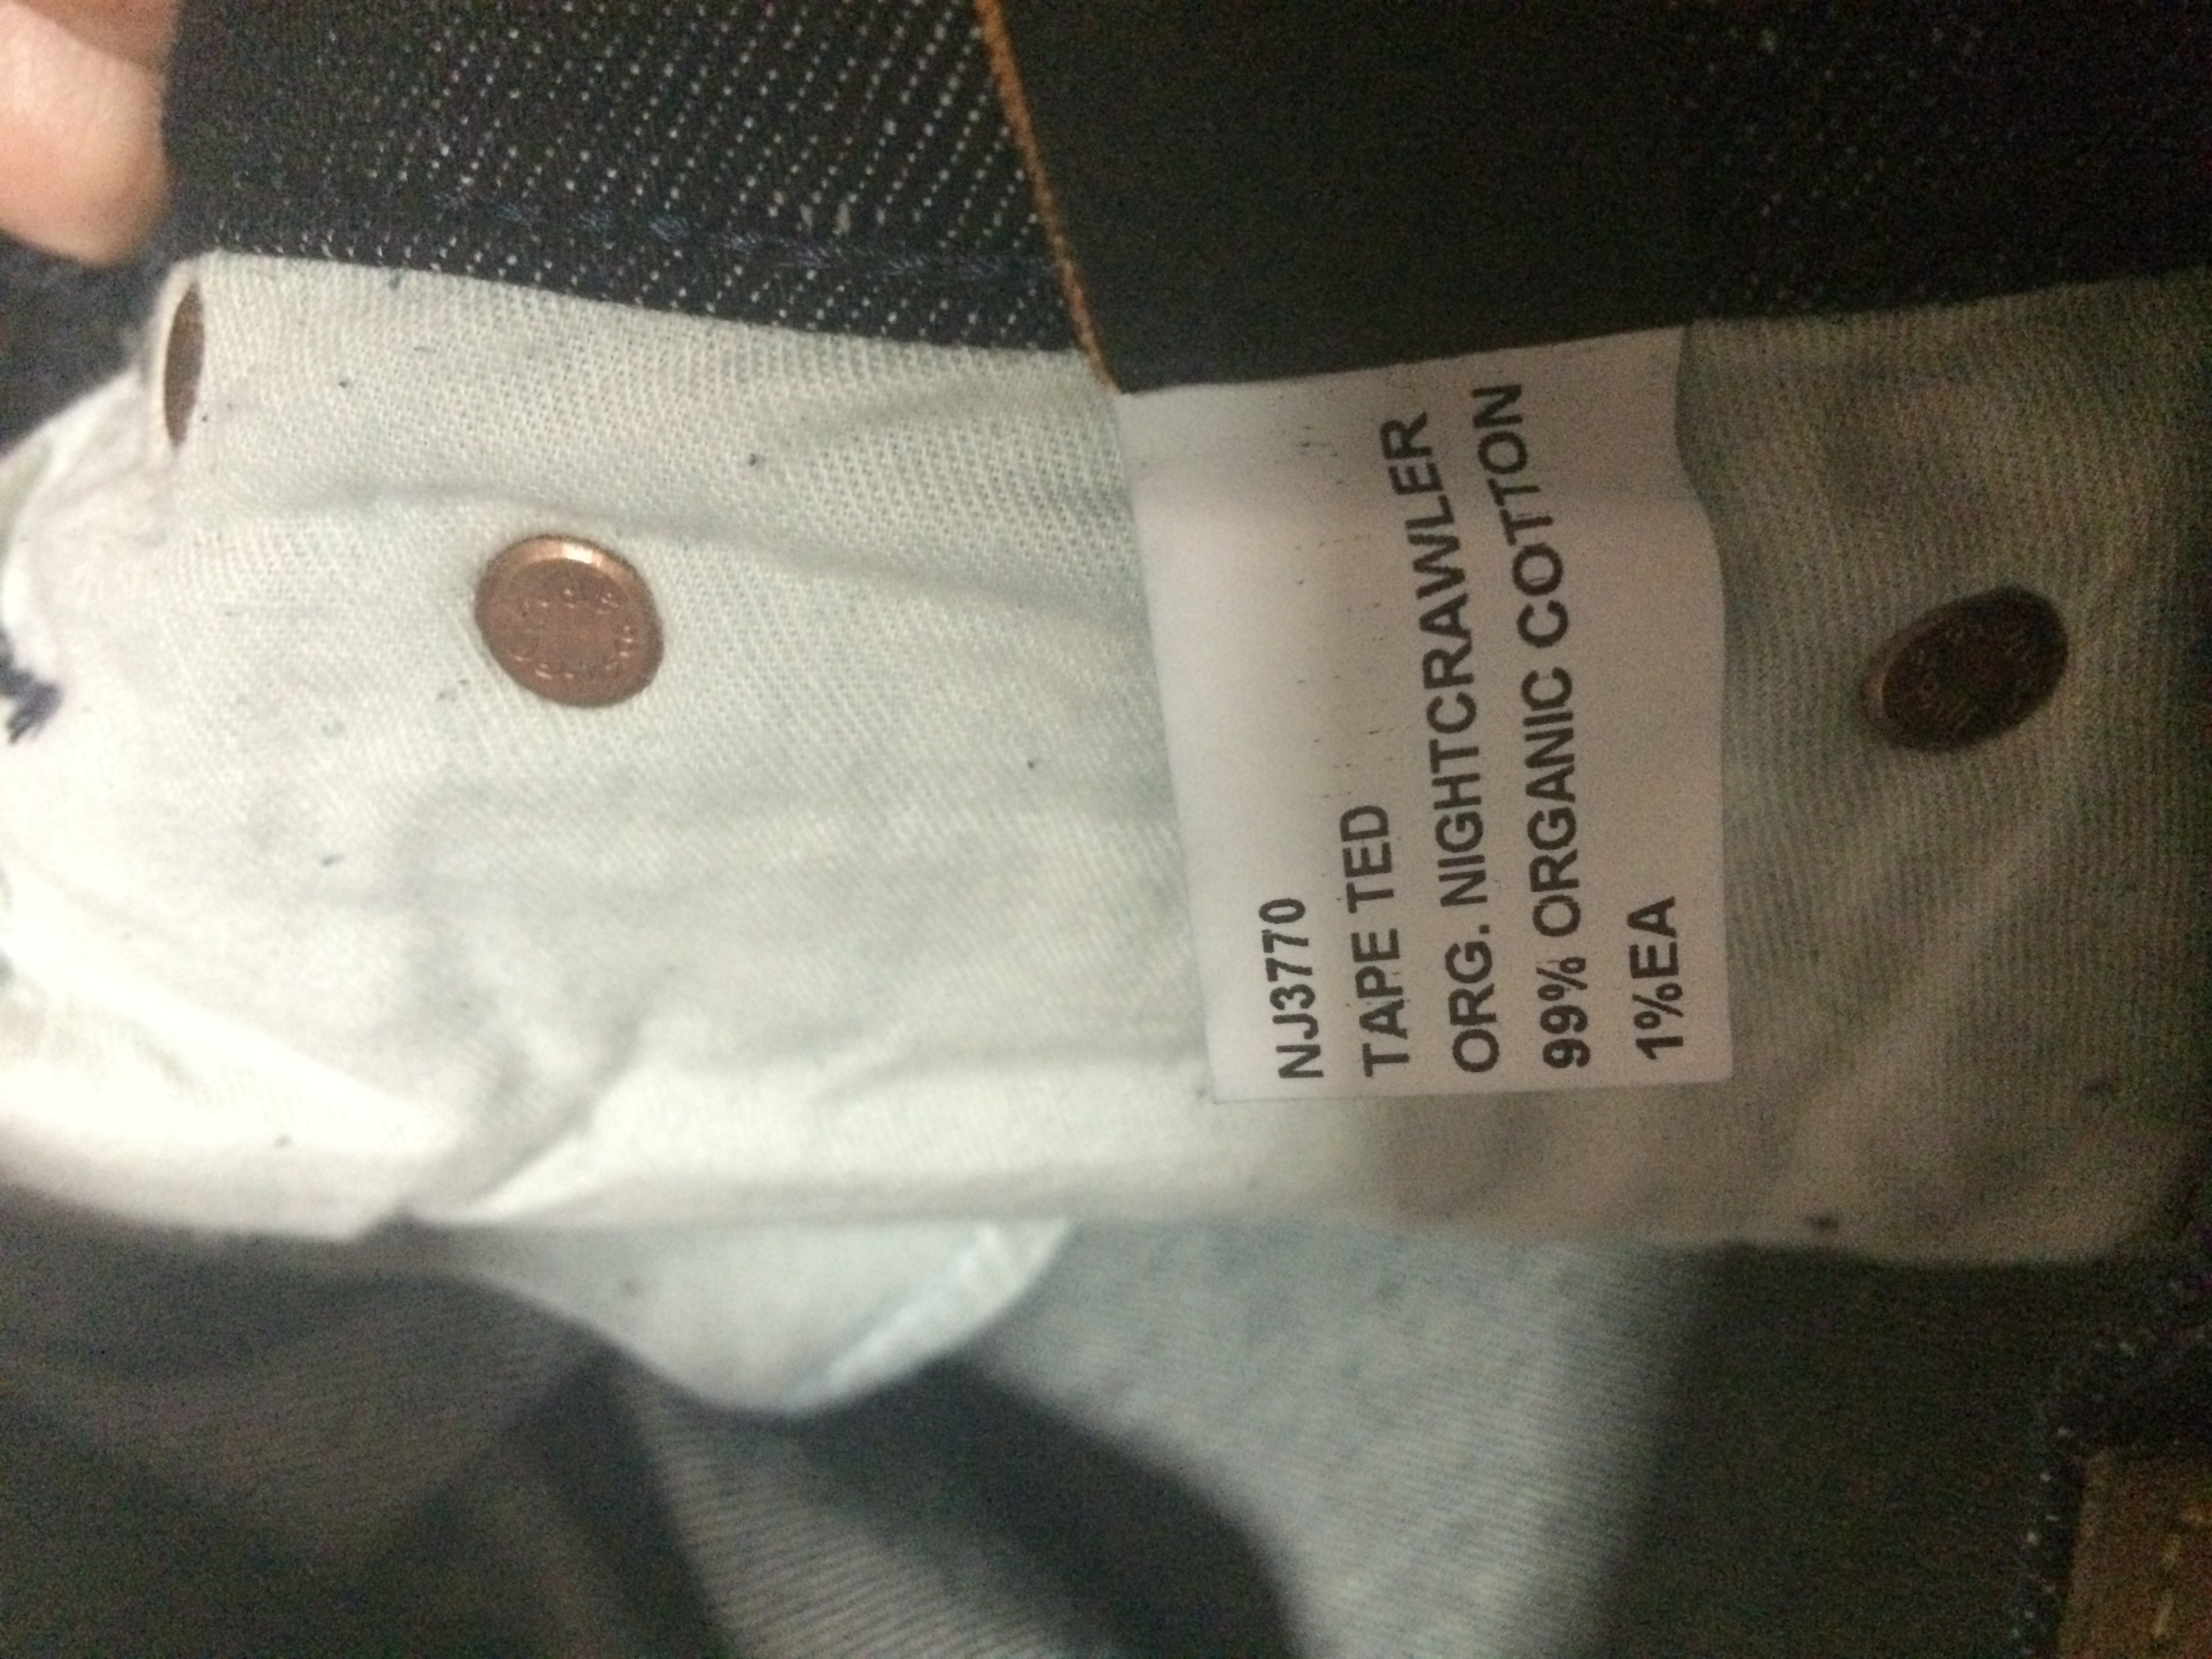 NJ3770
TAPE TED
ORG. NIGHTCRAWLER
99% ORGANIC COTTON
1%EA